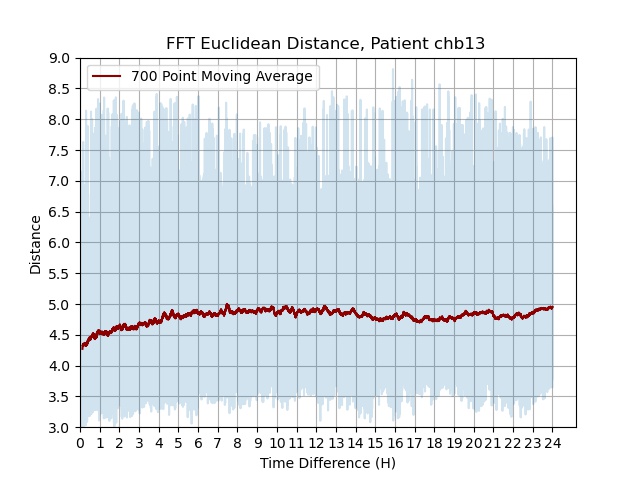 FFT Euclidean Distance, Patient chb13
700 Point Moving Average
9.0
8.5
8.0
7.5
7.0
6.5
6.0
5.5
5.0
4.5
4.0
3.5
3.0
Distance
0 1 2 3 4 5 6 7 8 9 10 11 12 13 14 15 16 17 18 19 20 21 22 23 24
Time Difference (H)